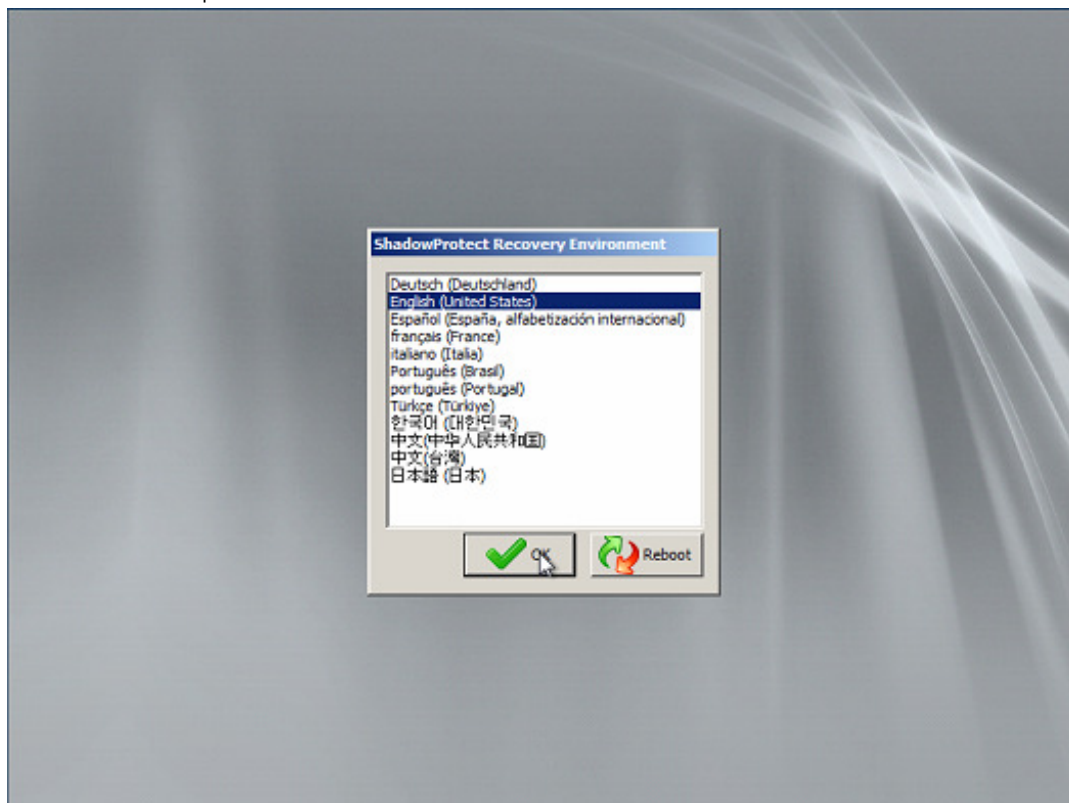 ShadowProtect Recovery Environment
Deutsch (Deutschland)
English (United States)
Español (España, alfabetización internacional)
français (France)
italiano (Italia)
Português (Brasil)
português (Portugal)
Türkçe (Türkiye)
한국어 (대한민국)
中文(中华人民共和国)
中文(台灣)
日本語 (日本)
OK
Reboot